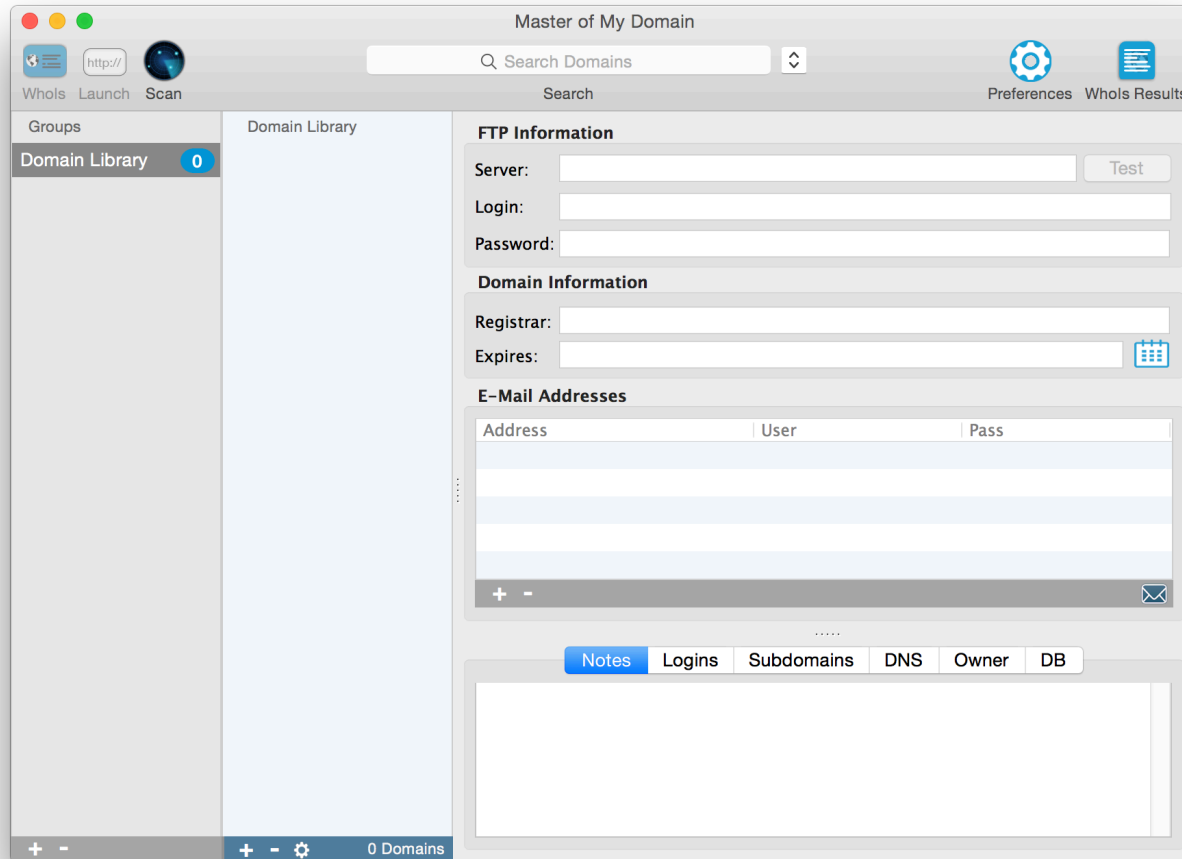 Master of My Domain
http://
Search Domains
WhoIs Launch Scan
Search
Preferences WhoIs Results
Groups
Domain Library 0
Domain Library
FTP Information
Server:
Test
Login:
Password:
Domain Information
Registrar:
Expires:
E-Mail Addresses
Address User Pass
+ -
Notes Logins Subdomains DNS Owner DB
+ -
+ - 0 Domains